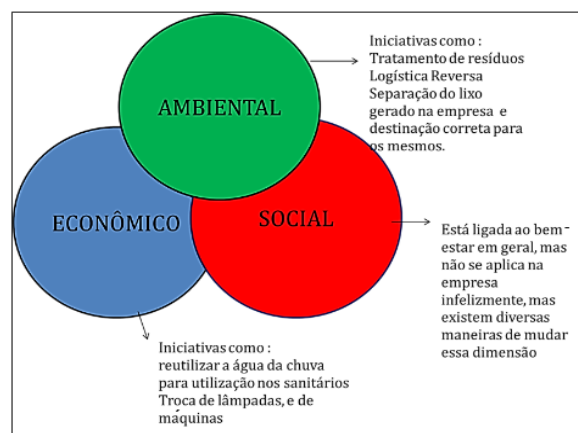 Iniciativas como :
Tratamento de resíduos
Logística Reversa
Separação do lixo
gerado na empresa e
destinação correta para
os mesmos.
AMBIENTAL
ECONÔMICO
SOCIAL
Está ligada ao bem-
estar em geral, mas
não se aplica na
empresa
infelizmente, mas
existem diversas
maneiras de mudar
essa dimensão
Iniciativas como :
reutilizar a água da chuva
para utilização nos sanitários
Troca de lâmpadas, e de
máquinas